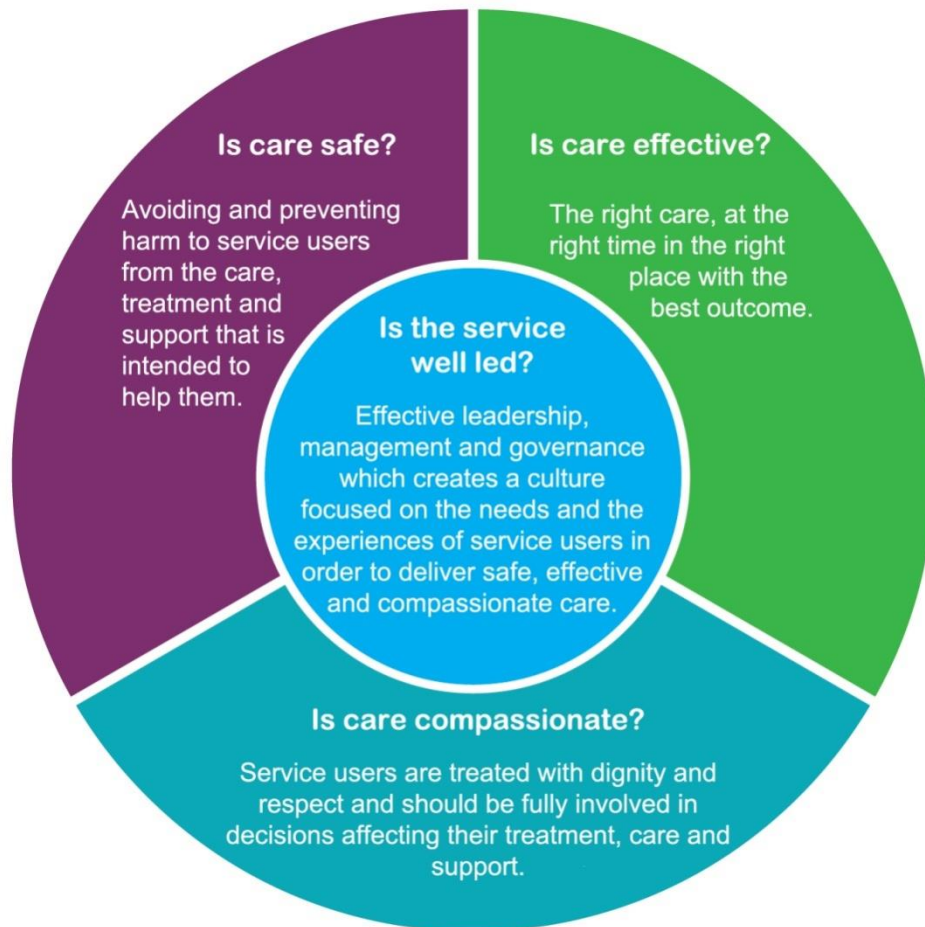 Is care safe?
Avoiding and preventing
harm to service users
from the care,
treatment and
support that is
intended to
help them.
Is care effective?
The right care, at the
right time in the right
place with the
best outcome.
Is the service
well led?
Effective leadership,
management and governance
which creates a culture
focused on the needs and the
experiences of service users in
order to deliver safe, effective
and compassionate care.
Is care compassionate?
Service users are treated with dignity and
respect and should be fully involved in
decisions affecting their treatment, care and
support.